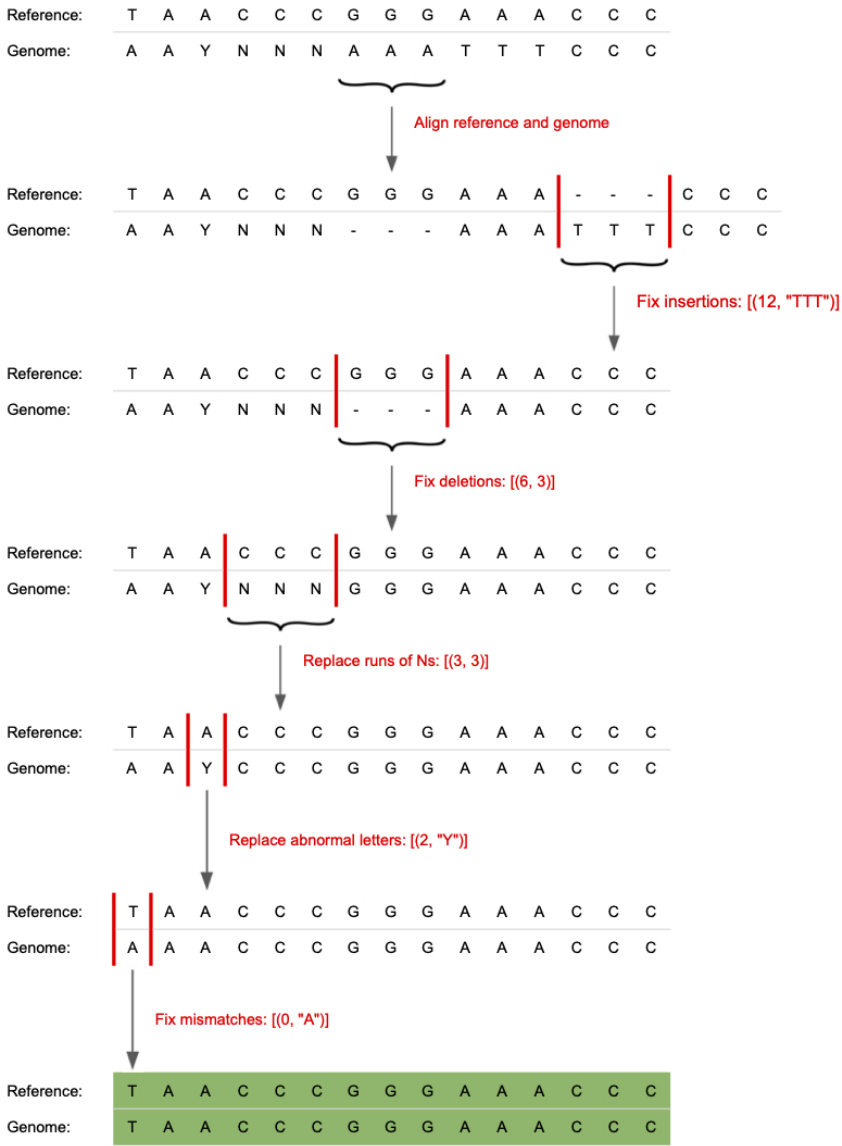 Reference: T A A C C C G G G A A A C C C
Genome: A A Y N N N A A A T T T C C C
Align reference and genome
Reference: T A A C C C G G G A A A - - - C C C
Genome: A A Y N N N - - - A A A T T T C C C
Fix insertions: [(12, "TTT")]
Reference: T A A C C C G G G A A A C C C
Genome: A A Y N N N - - - A A A C C C
Fix deletions: [(6, 3)]
Reference: T A A C C C G G G A A A C C C
Genome: A A Y N N N G G G A A A C C C
Replace runs of Ns: [(3, 3)]
Reference: T A A C C C G G G A A A C C C
Genome: A A Y C C C G G G A A A C C C
Replace abnormal letters: [(2, "Y")]
Reference: T A A C C C G G G A A A C C C
Genome: A A A C C C G G G A A A C C C
Fix mismatches: [(0, "A")]
Reference: T A A C C C G G G A A A C C C
Genome: T A A C C C G G G A A A C C C